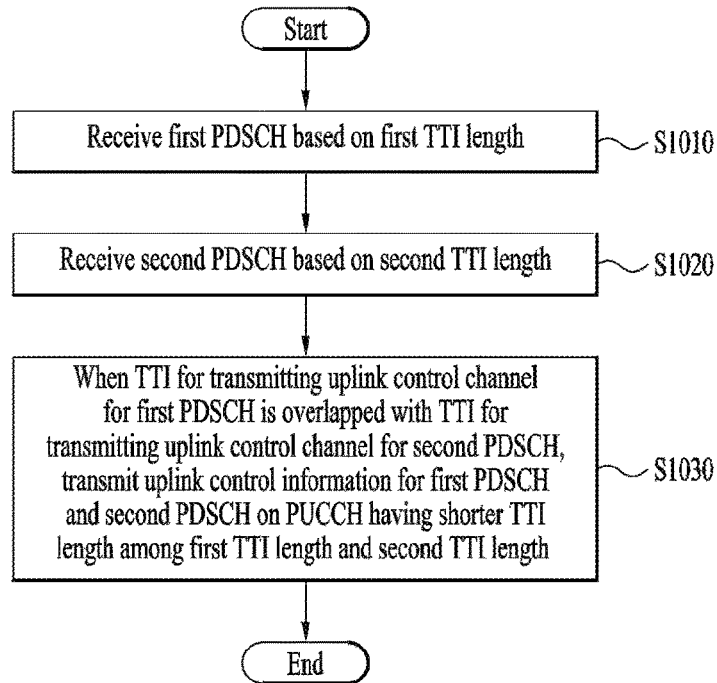 Start
Receive first PDSCH based on first TTI length
S1010
Receive second PDSCH based on second TTI length
S1020
When TTI for transmitting uplink control channel
for first PDSCH is overlapped with TTI for
transmitting uplink control channel for second PDSCH,
transmit uplink control information for first PDSCH
and second PDSCH on PUCCH having shorter TTI
length among first TTI length and second TTI length
S1030
End